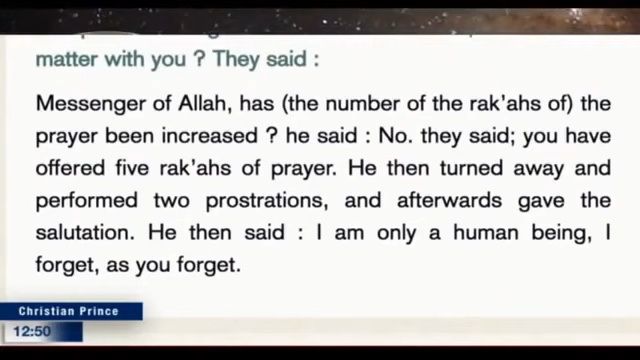 matter with you ? They said :
Messenger of Allah, has (the number of the rak'ahs of) the
prayer been increased ? he said : No. they said; you have
offered five rak'ahs of prayer. He then turned away and
performed two prostrations, and afterwards gave the
salutation. He then said : I am only a human being, I
forget, as you forget.
Christian Prince
12:50